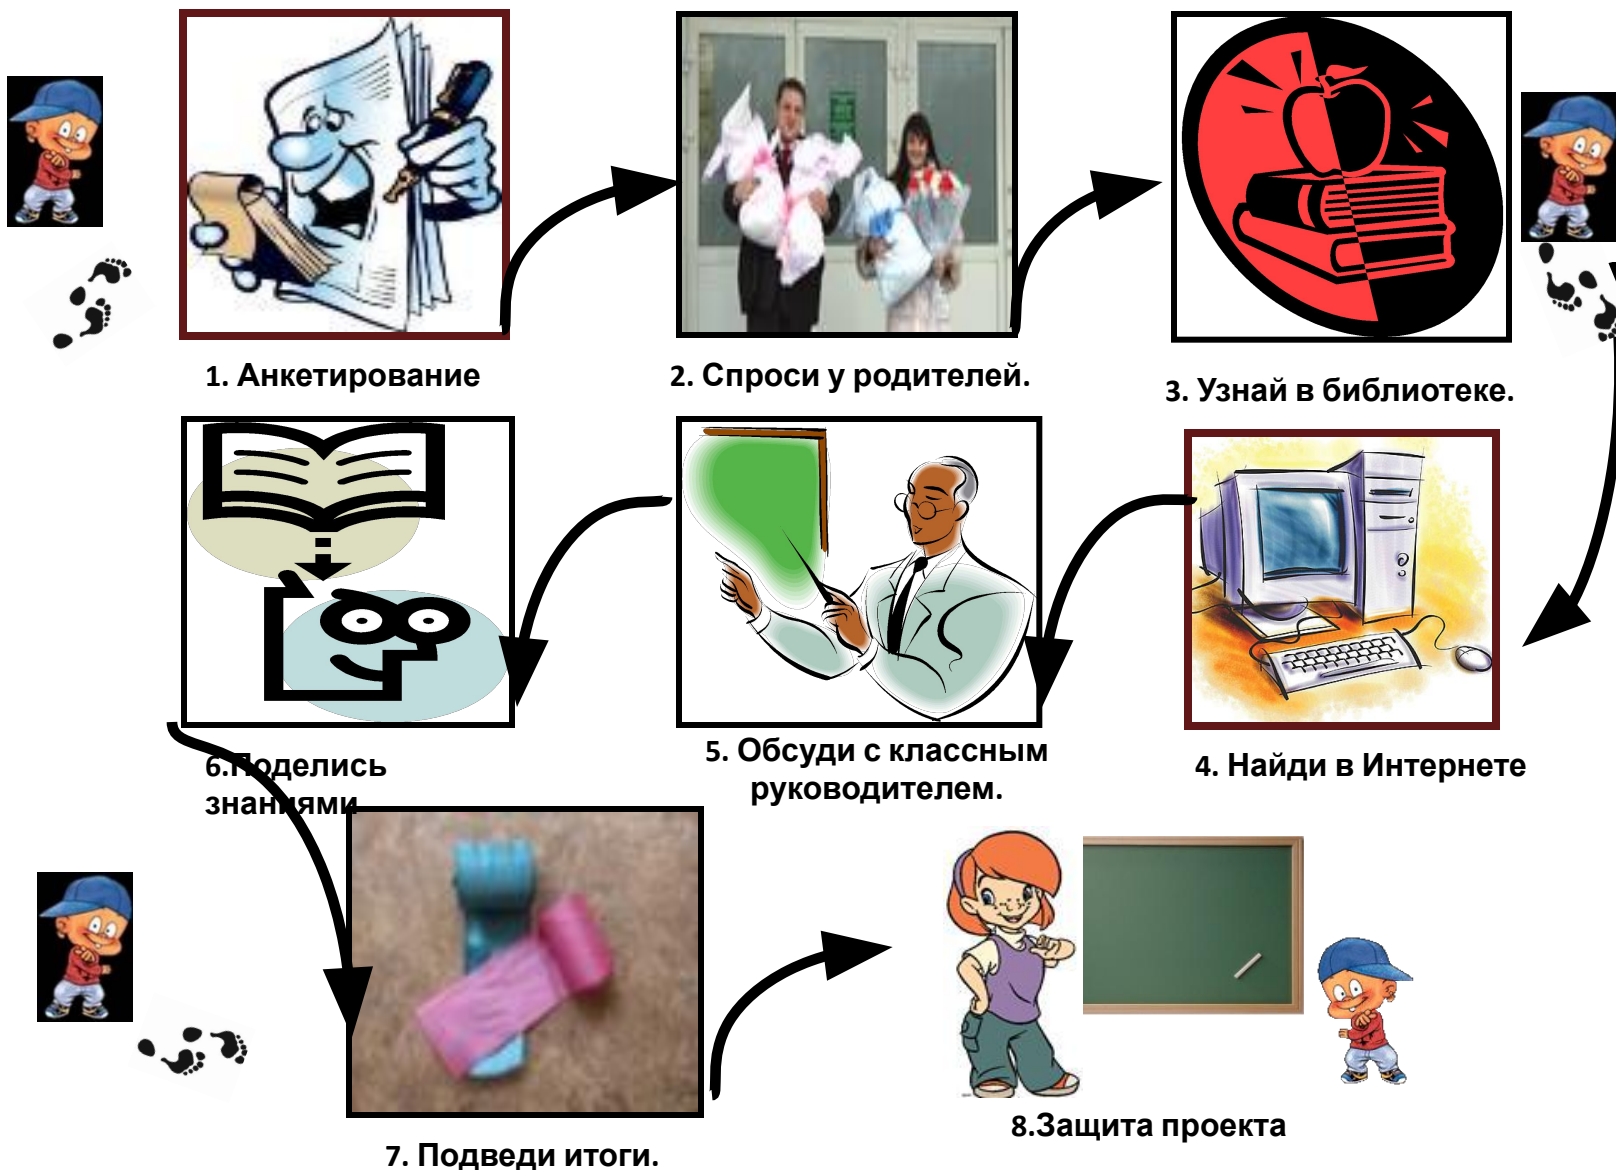 1. Анкетирование
2. Спроси у родителей.
3. Узнай в библиотеке.
4. Найди в Интернете
5. Обсуди с классным
руководителем.
6.Поделись
знаниями
7. Подведи итоги.
8.Защита проекта